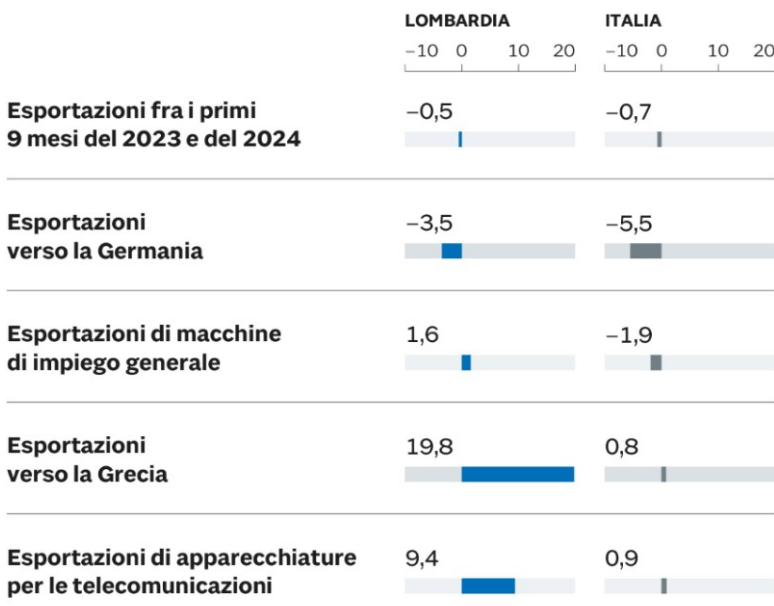 LOMBARDIA ITALIA
−10 0 10 20 −10 0 10 20
Esportazioni fra i primi
9 mesi del 2023 e del 2024
−0,5 −0,7
Esportazioni
verso la Germania
−3,5 −5,5
Esportazioni di macchine
di impiego generale
1,6 −1,9
Esportazioni
verso la Grecia
19,8 0,8
Esportazioni di apparecchiature
per le telecomunicazioni
9,4 0,9